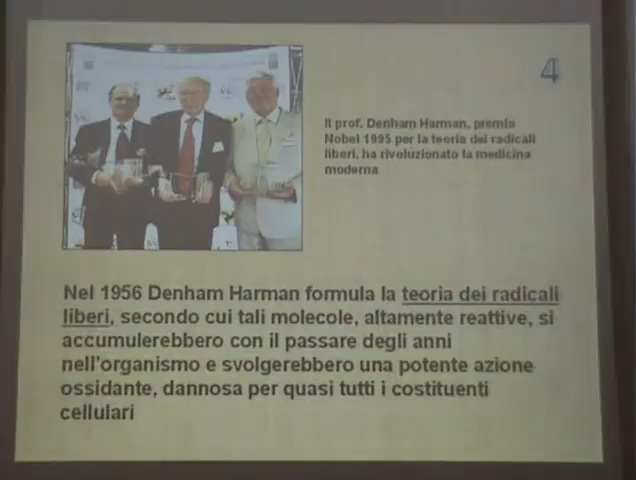 4
Il prof. Denham Harman, premio
Nobel 1995 per la teoria dei radicali
liberi, ha rivoluzionato la medicina
moderna
Nel 1956 Denham Harman formula la teoria dei radicali
liberi, secondo cui tali molecole, altamente reattive, si
accumulerebbero con il passare degli anni
nell'organismo e svolgerebbero una potente azione
ossidante, dannosa per quasi tutti i costituenti
cellulari